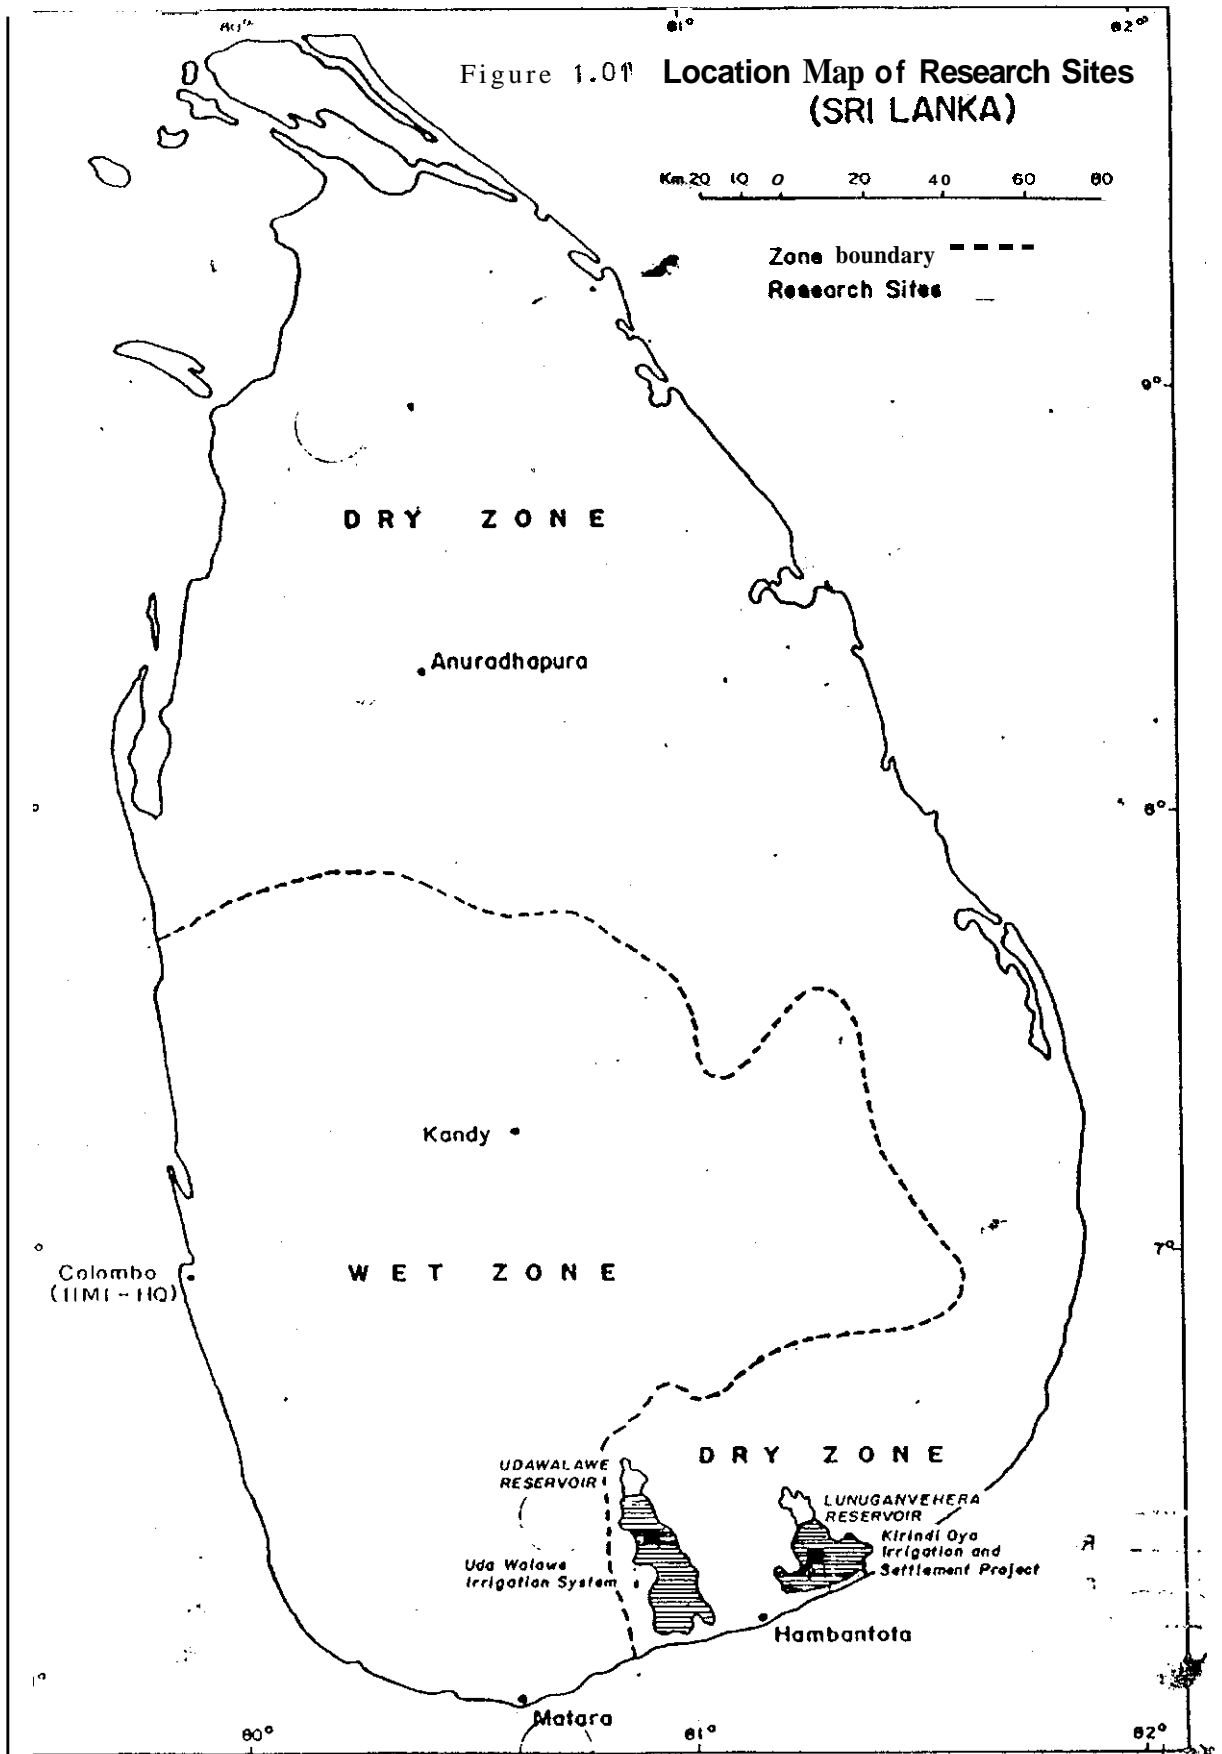 80°
81°
82°
Figure 1.01 Location Map of Research Sites
(SRI LANKA)
Km. 20 10 0 20 40 60 80
Zone boundary
Research Sites
9°
DRY ZONE
Anuradhapura
8°
Kandy
7°
Colombo
(IIMI - HQ)
WET ZONE
DRY ZONE
UDAWALAWE
RESERVOIR
LUNUGANVEHERA
RESERVOIR
Kirindi Oya
Irrigation and
Settlement Project
Uda Walawe
Irrigation System
Hambantota
Matara
80°
81°
82°